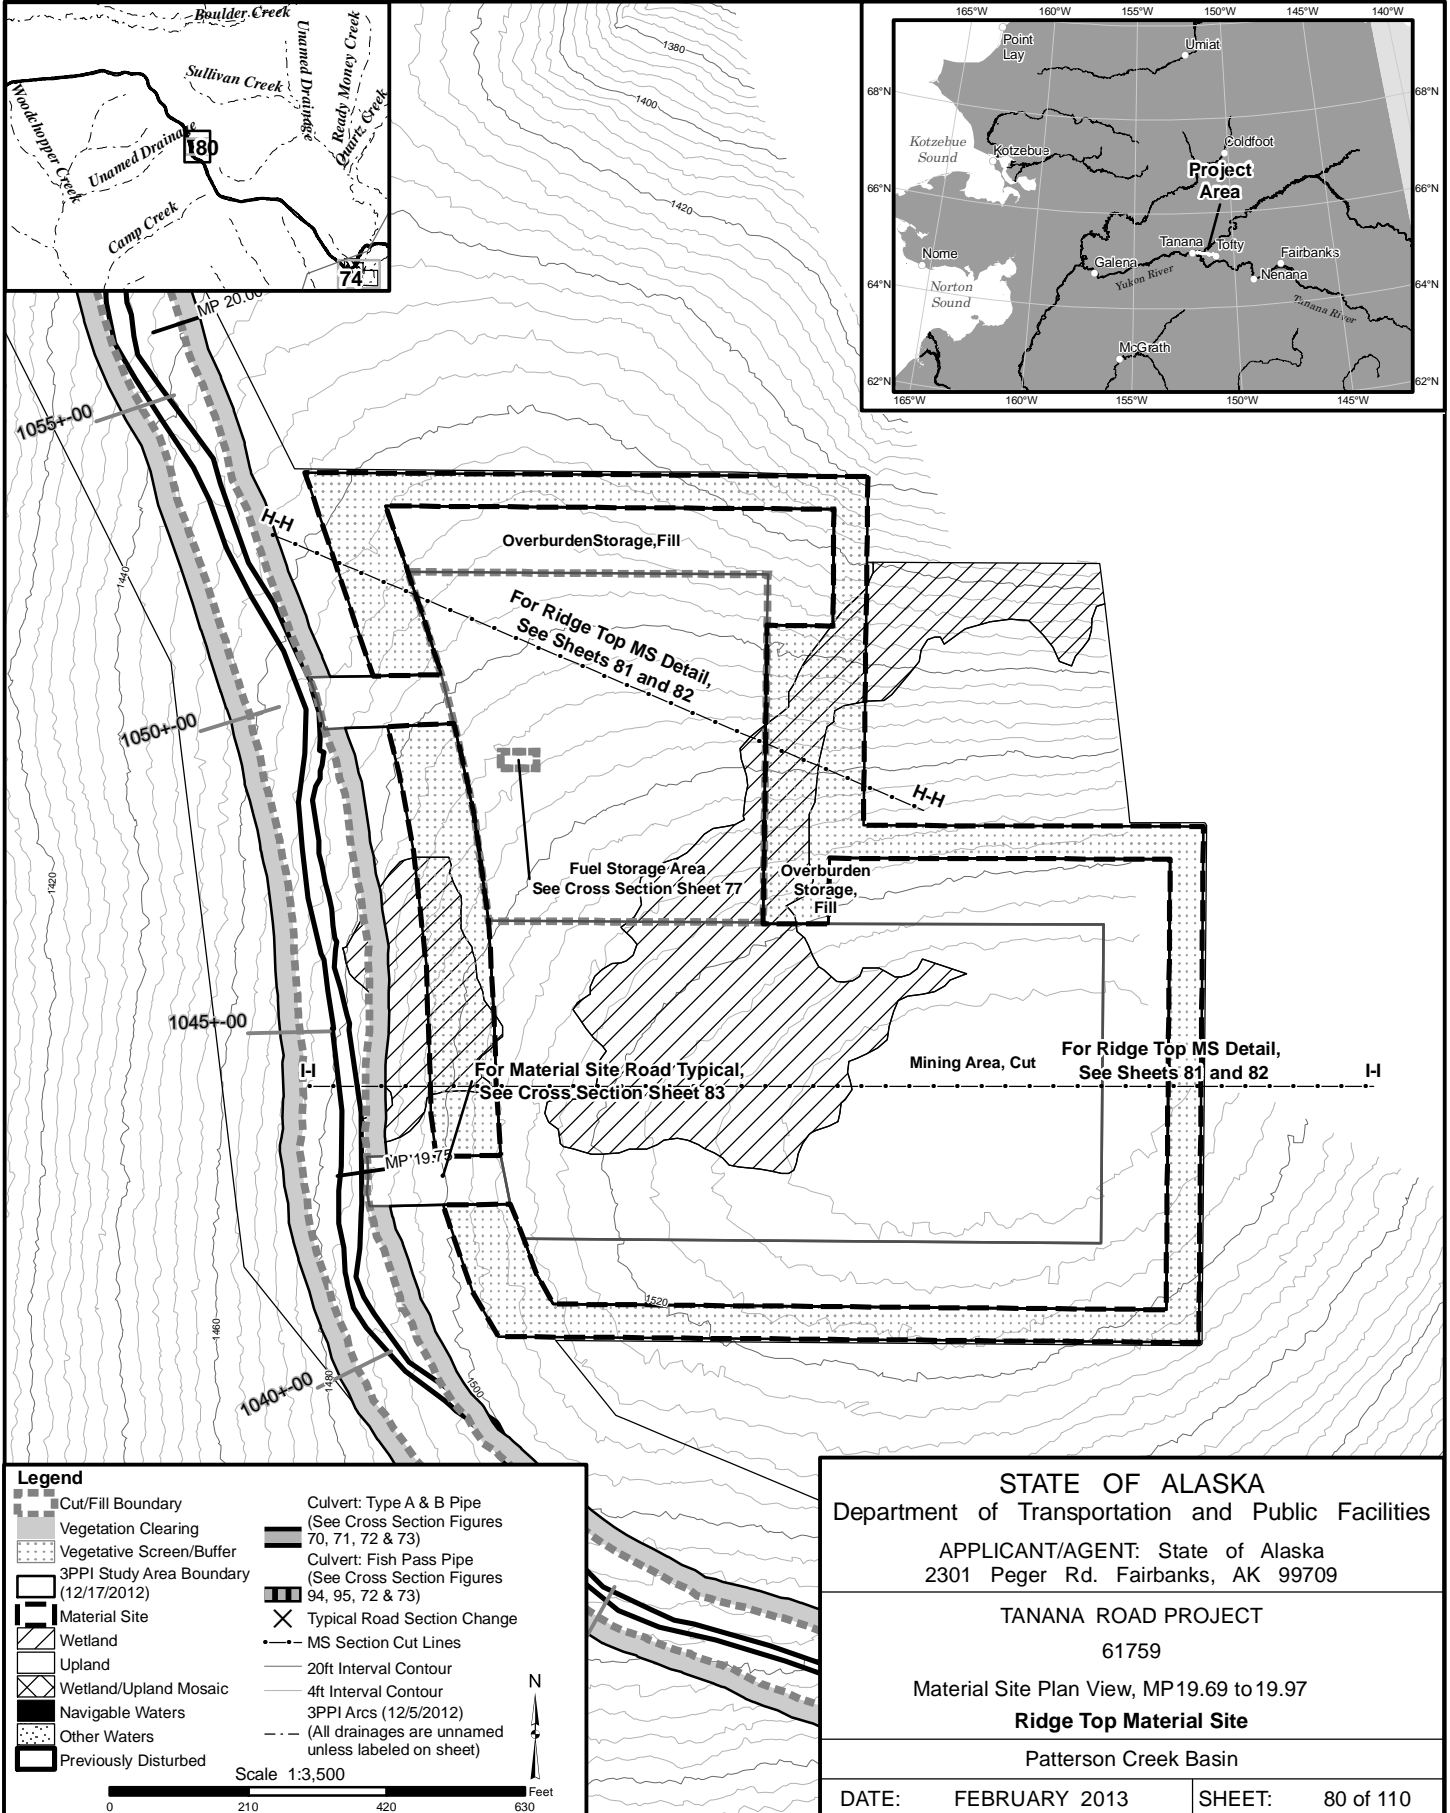 Boulder Creek
Sullivan Creek
Unamed Drainage
Ready Money Creek
Quartz Creek
Woodchopper Creek
Unamed Drainage
180
Camp Creek
74
1380
1400
1420
165°W
160°W
155°W
150°W
145°W
140°W
Point
Lay
Umiat
68°N
68°N
Kotzebue
Sound
Kotzebue
Coldfoot
Project
Area
66°N
66°N
Nome
Tanana
Tofty
Galena
Fairbanks
Nenana
Yukon River
Norton
Sound
Tanana River
64°N
64°N
McGrath
62°N
62°N
165°W
160°W
155°W
150°W
145°W
MP 20.00
1055+-00
H-H
OverburdenStorage,Fill
1440
For Ridge Top MS Detail,
See Sheets 81 and 82
1050+-00
H-H
Fuel Storage Area
See Cross Section Sheet 77
Overburden
Storage,
Fill
1420
1045+-00
I-I
For Material Site Road Typical,
See Cross Section Sheet 83
Mining Area, Cut
For Ridge Top MS Detail,
See Sheets 81 and 82
I-I
MP 19.75
1520
1460
1480
1500
1040+-00
Legend
Cut/Fill Boundary
Vegetation Clearing
Vegetative Screen/Buffer
3PPI Study Area Boundary
(12/17/2012)
Material Site
Wetland
Upland
Wetland/Upland Mosaic
Navigable Waters
Other Waters
Previously Disturbed
Culvert: Type A & B Pipe
(See Cross Section Figures
70, 71, 72 & 73)
Culvert: Fish Pass Pipe
(See Cross Section Figures
94, 95, 72 & 73)
Typical Road Section Change
MS Section Cut Lines
20ft Interval Contour
4ft Interval Contour
3PPI Arcs (12/5/2012)
(All drainages are unnamed
unless labeled on sheet)
N
Scale 1:3,500
Feet
0 210 420 630
STATE OF ALASKA
Department of Transportation and Public Facilities
APPLICANT/AGENT: State of Alaska
2301 Peger Rd. Fairbanks, AK 99709
TANANA ROAD PROJECT
61759
Material Site Plan View, MP19.69 to 19.97
Ridge Top Material Site
Patterson Creek Basin
DATE: FEBRUARY 2013 SHEET: 80 of 110